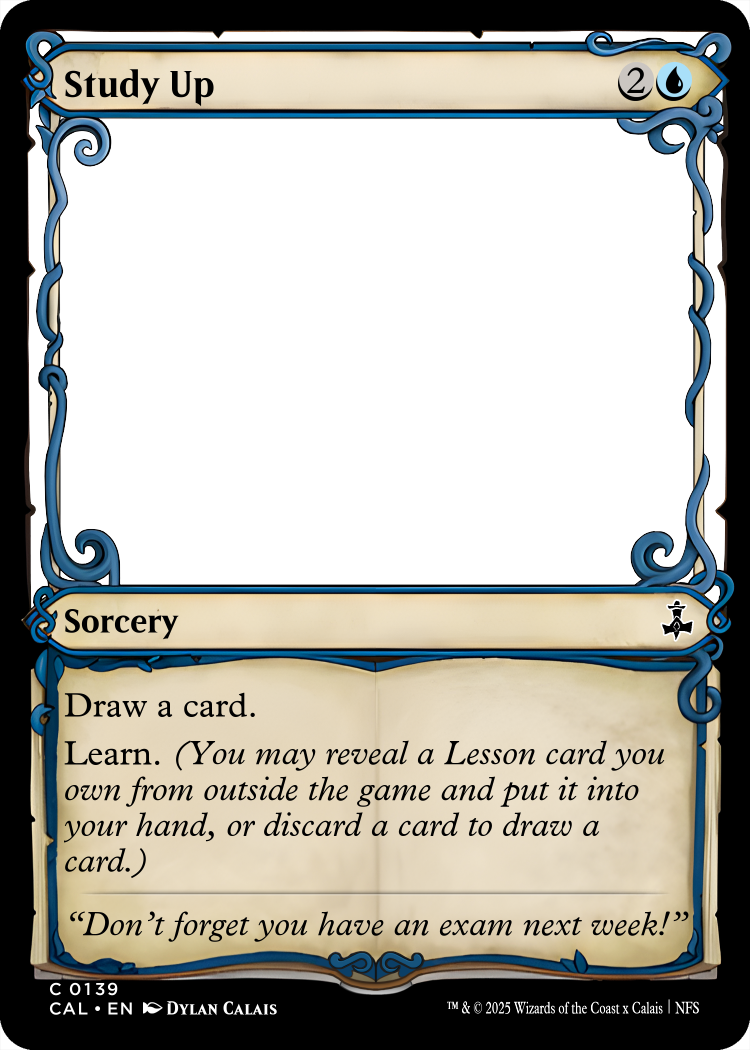 Study Up
2
Sorcery
Draw a card.
Learn. (You may reveal a Lesson card you
own from outside the game and put it into
your hand, or discard a card to draw a
card.)
“Don’t forget you have an exam next week!”
C 0139
CAL • EN Dylan Calais
™ & © 2025 Wizards of the Coast x Calais | NFS